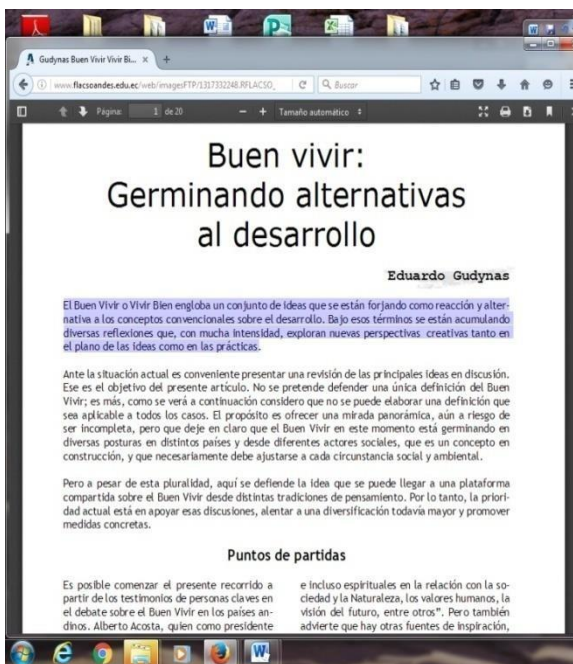 Gudynas Buen Vivir Vivir Bi...
www.flacsoandes.edu.ec/web/imagesFTP/1317332248.RFLACSO_
Buscar
Página: 1 de 20
Tamaño automático
Buen vivir:
Germinando alternativas
al desarrollo
Eduardo Gudynas
El Buen Vivir o Vivir Bien engloba un conjunto de ideas que se están forjando como reacción y alter-
nativa a los conceptos convencionales sobre el desarrollo. Bajo esos términos se están acumulando
diversas reflexiones que, con mucha intensidad, exploran nuevas perspectivas creativas tanto en
el plano de las ideas como en las prácticas.
Ante la situación actual es conveniente presentar una revisión de las principales ideas en discusión.
Ese es el objetivo del presente artículo. No se pretende defender una única definición del Buen
Vivir; es más, como se verá a continuación considero que no se puede elaborar una definición que
sea aplicable a todos los casos. El propósito es ofrecer una mirada panorámica, aún a riesgo de
ser incompleta, pero que deje en claro que el Buen Vivir en este momento está germinando en
diversas posturas en distintos países y desde diferentes actores sociales, que es un concepto en
construcción, y que necesariamente debe ajustarse a cada circunstancia social y ambiental.
Pero a pesar de esta pluralidad, aquí se defiende la idea que se puede llegar a una plataforma
compartida sobre el Buen Vivir desde distintas tradiciones de pensamiento. Por lo tanto, la priori-
dad actual está en apoyar esas discusiones, alentar a una diversificación todavía mayor y promover
medidas concretas.
Puntos de partidas
Es posible comenzar el presente recorrido a
partir de los testimonios de personas claves en
el debate sobre el Buen Vivir en los países an-
dinos. Alberto Acosta, quien como presidente
e incluso espirituales en la relación con la so-
ciedad y la Naturaleza, los valores humanos, la
visión del futuro, entre otros". Pero también
advierte que hay otras fuentes de inspiración,